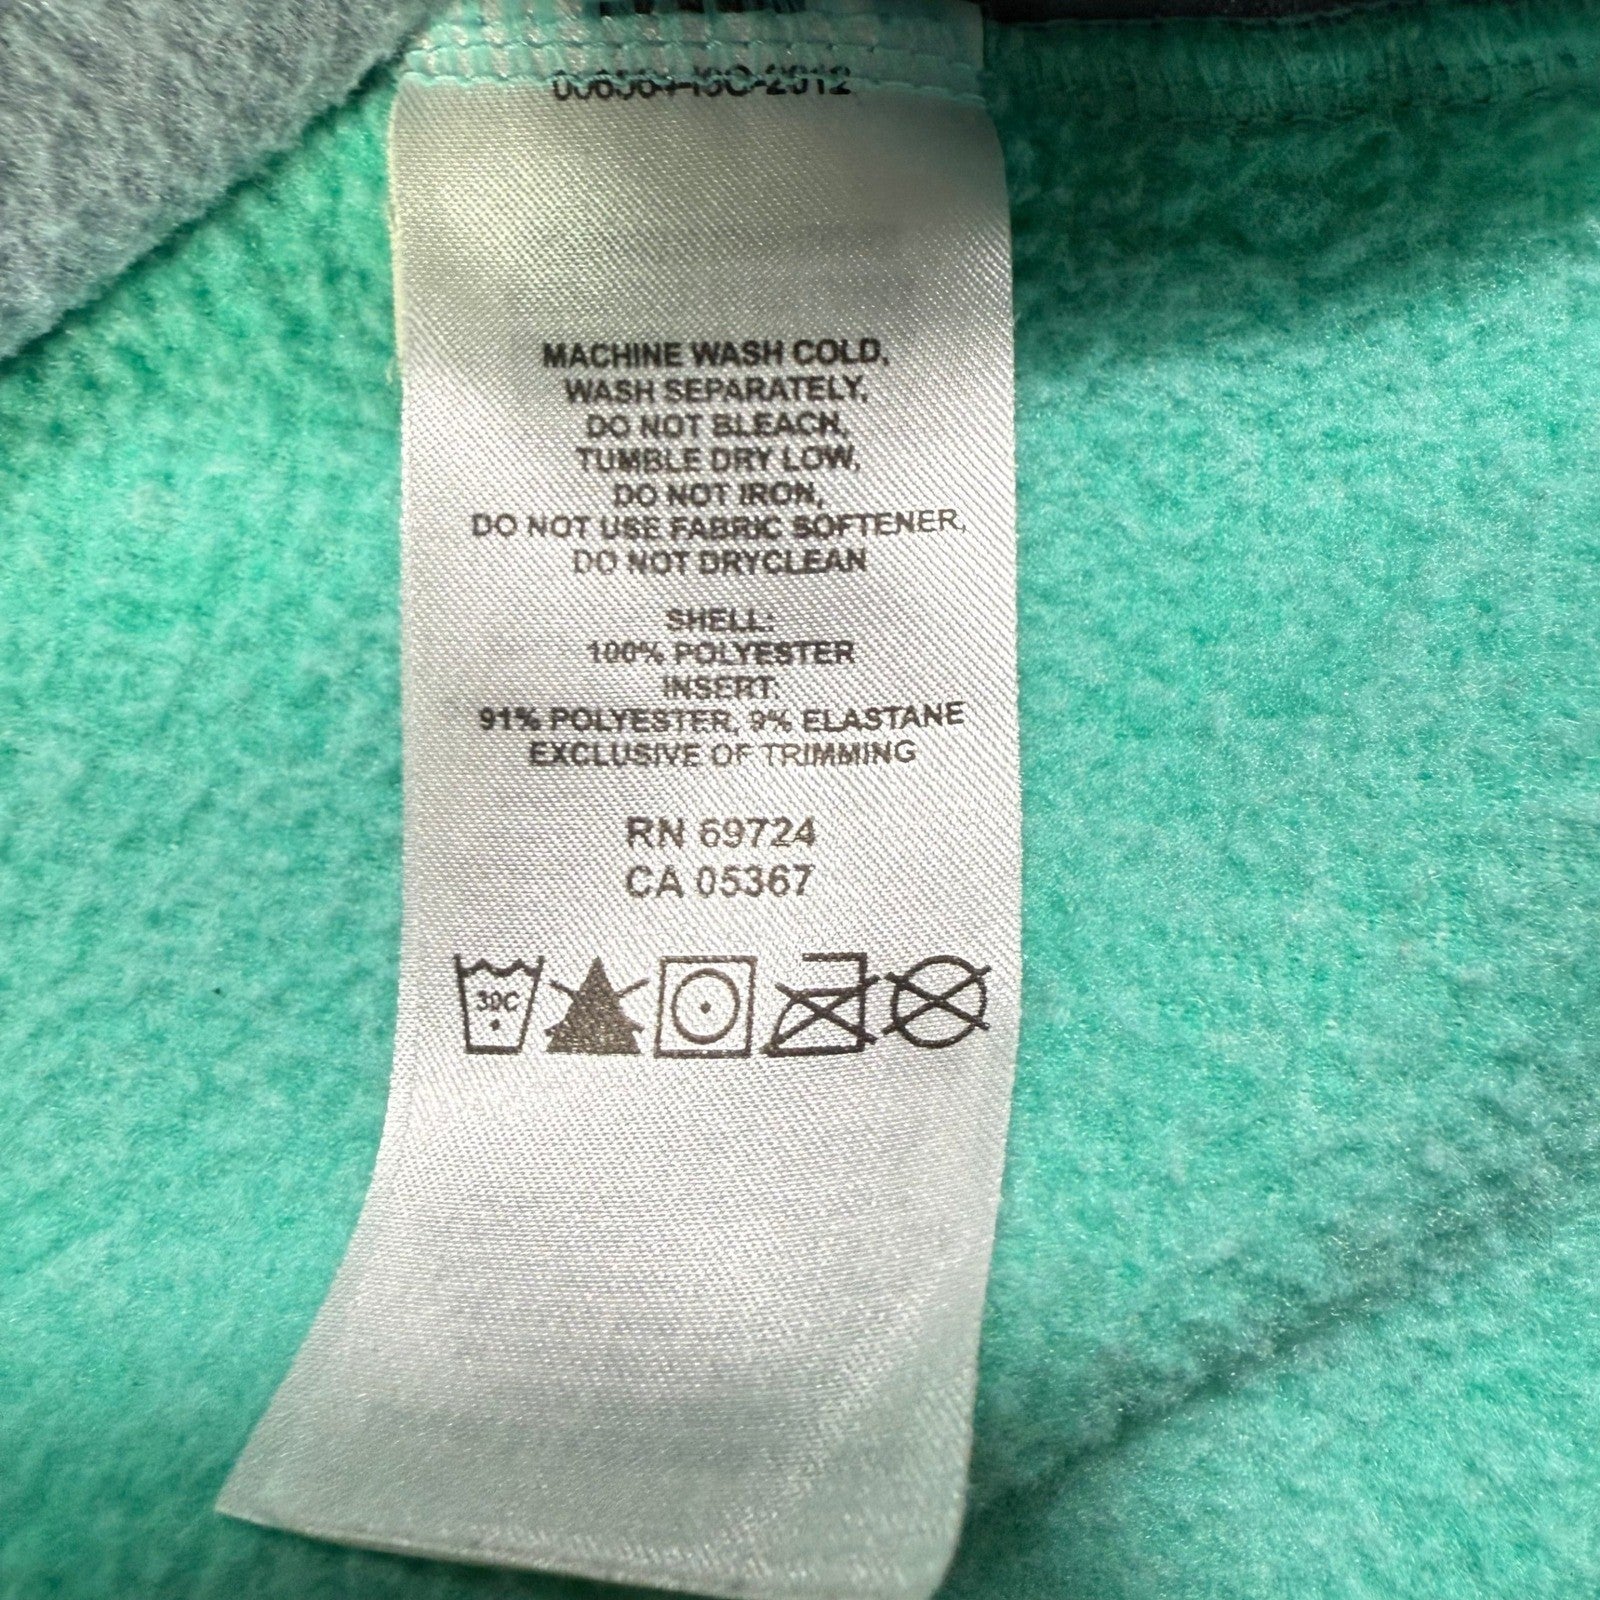 MACHINE WASH COLD,
WASH SEPARATELY,
DO NOT BLEACH,
TUMBLE DRY LOW,
DO NOT IRON,
DO NOT USE FABRIC SOFTENER,
DO NOT DRYCLEAN
SHELL:
100% POLYESTER
INSERT:
91% POLYESTER, 9% ELASTANE
EXCLUSIVE OF TRIMMING
RN 69724
CA 05367
30C